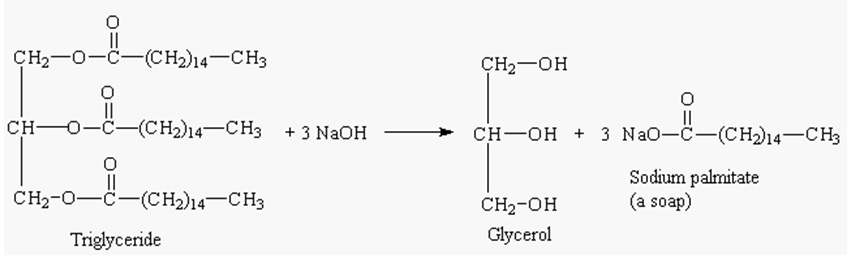 O
CH₂—O—C—(CH₂)₁₄—CH₃
O
CH—O—C—(CH₂)₁₄—CH₃
O
CH₂-O—C—(CH₂)₁₄—CH₃
Triglyceride
+ 3 NaOH
CH₂—OH
CH—OH
CH₂-OH
Glycerol
+ 3
O
NaO—C—(CH₂)₁₄—CH₃
Sodium palmitate
(a soap)